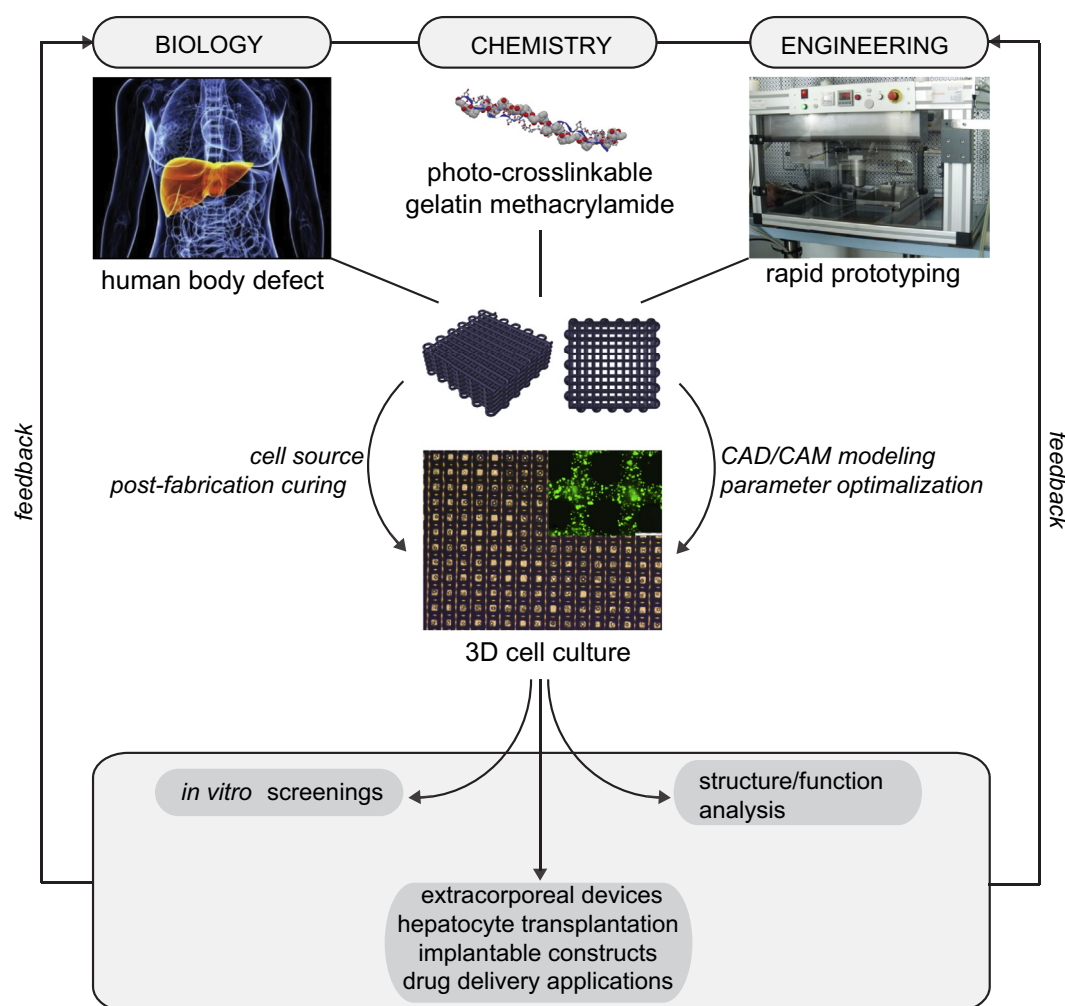 BIOLOGY
CHEMISTRY
ENGINEERING
photo-crosslinkable
gelatin methacrylamide
human body defect
rapid prototyping
feedback
cell source
post-fabrication curing
CAD/CAM modeling
parameter optimalization
feedback
3D cell culture
in vitro screenings
structure/function
analysis
extracorporeal devices
hepatocyte transplantation
implantable constructs
drug delivery applications